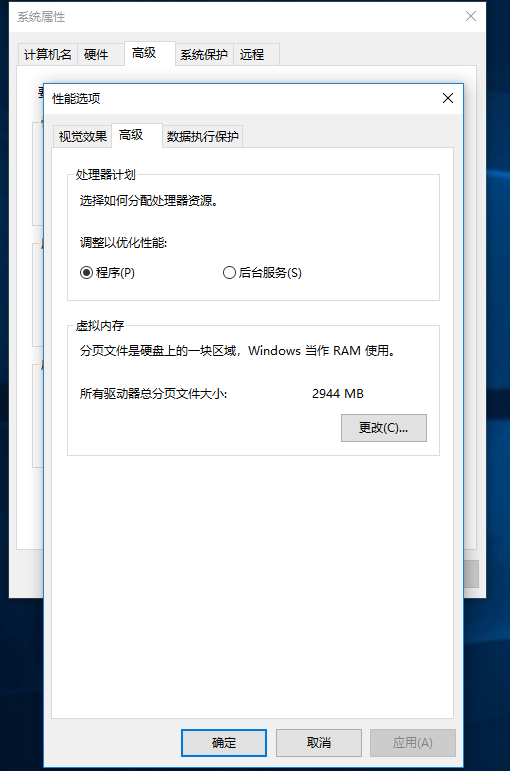 系统属性
计算机名
硬件
高级
系统保护
远程
性能选项
视觉效果
高级
数据执行保护
处理器计划
选择如何分配处理器资源。
调整以优化性能:
程序(P)
后台服务(S)
虚拟内存
分页文件是硬盘上的一块区域，Windows 当作 RAM 使用。
所有驱动器总分页文件大小:
2944 MB
更改(C)...
确定
取消
应用(A)